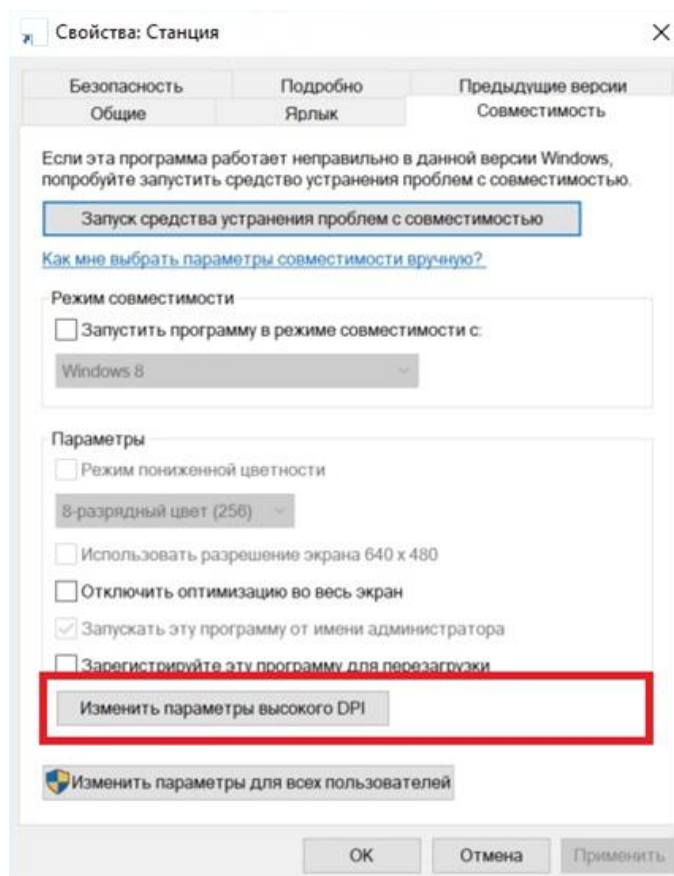 Свойства: Станция
Безопасность Подробно Предыдущие версии
Общие Ярлык Совместимость
Если эта программа работает неправильно в данной версии Windows,
попробуйте запустить средство устранения проблем с совместимостью.
Запуск средства устранения проблем с совместимостью
Как мне выбрать параметры совместимости вручную?
Режим совместимости
Запустить программу в режиме совместимости с:
Windows 8
Параметры
Режим пониженной цветности
8-разрядный цвет (256)
Использовать разрешение экрана 640 x 480
Отключить оптимизацию во весь экран
Запускать эту программу от имени администратора
Зарегистрируйте эту программу для перезагрузки
Изменить параметры высокого DPI
Изменить параметры для всех пользователей
OK Отмена Применить